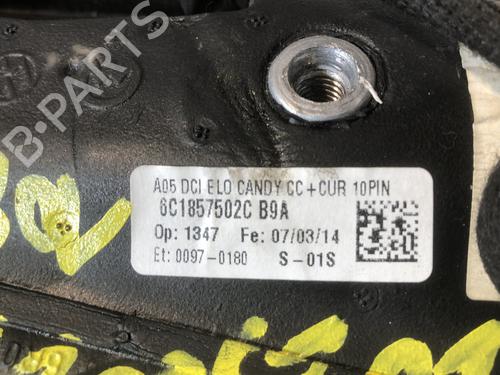 B-PARTS
A05 DCI ELO CANDY CC+CUR 10PIN
6C1857502C B9A
Op: 1347 Fe: 07/03/14
Et: 0097-0180 S-01S